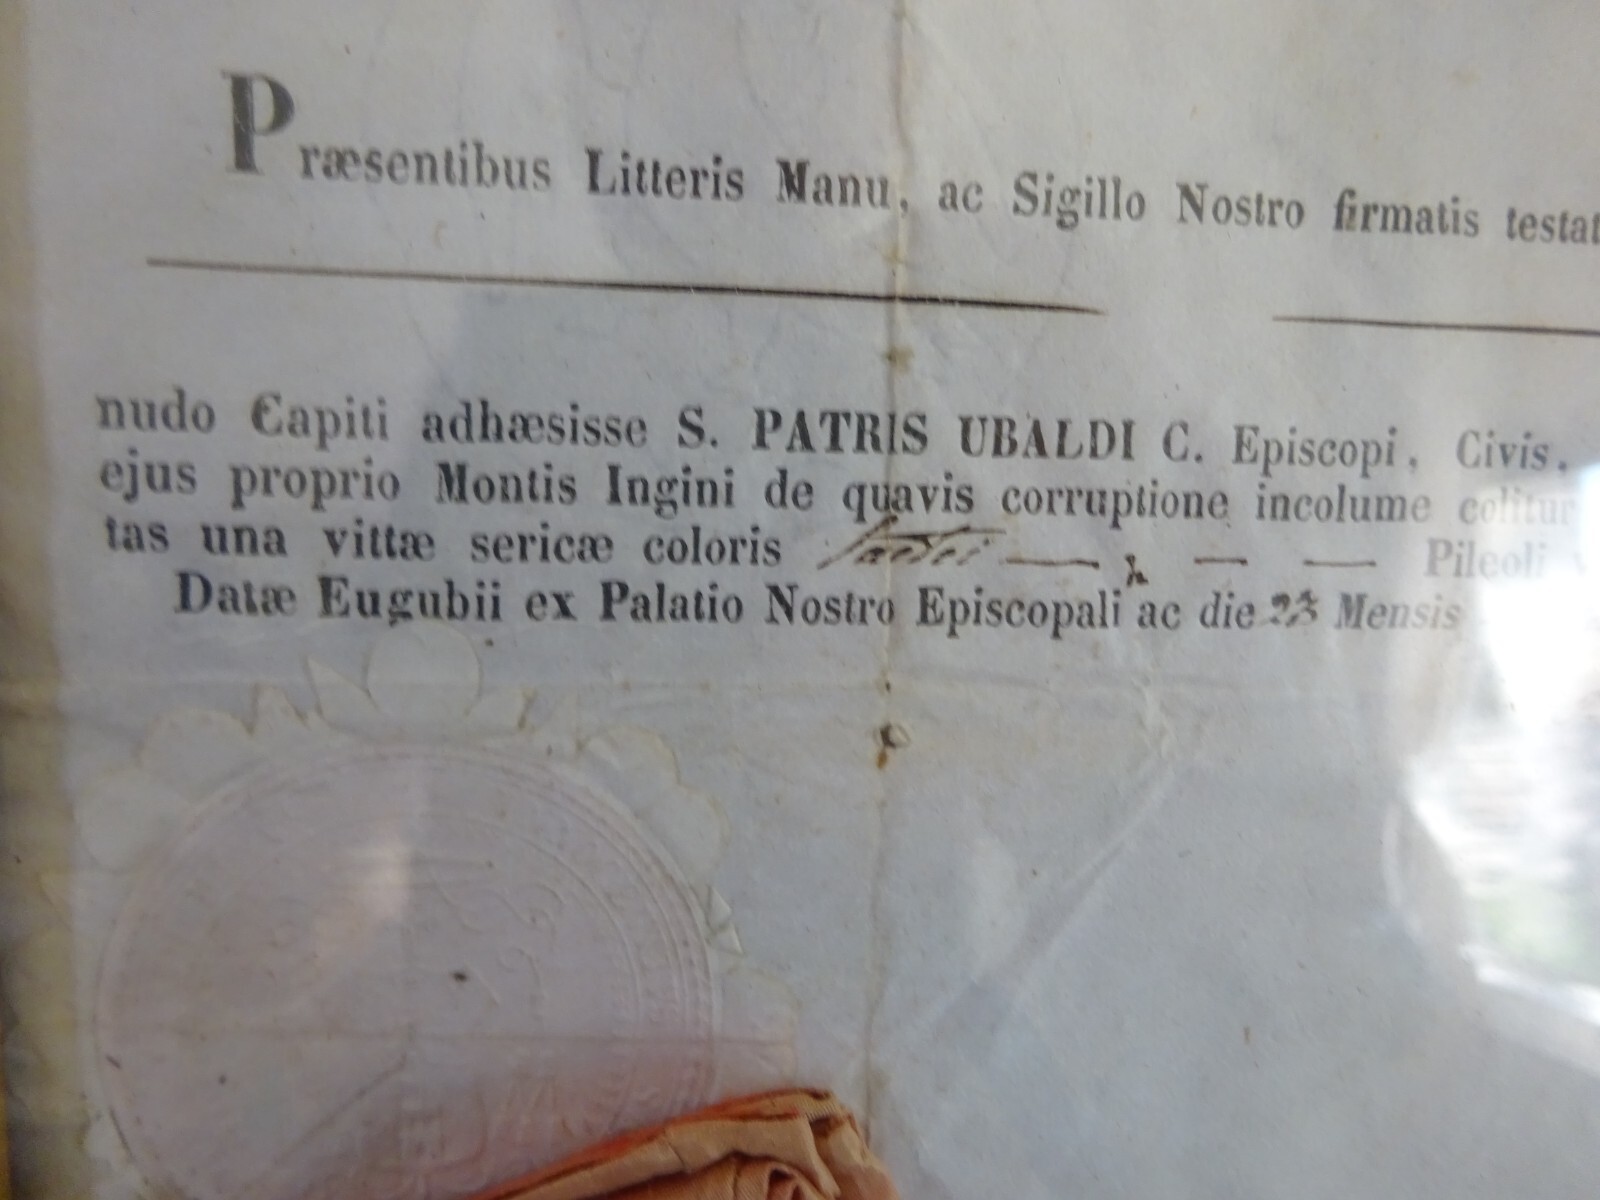 Præsentibus Litteris Manu, ac Sigillo Nostro firmatis testat
nudo Capiti adhæsisse S. PATRIS UBALDI C. Episcopi, Civis,
ejus proprio Montis Ingini de quavis corruptione incolume colitur
tas una vittæ sericæ coloris Pileoli
Datæ Eugubii ex Palatio Nostro Episcopali ac die 23 Mensis